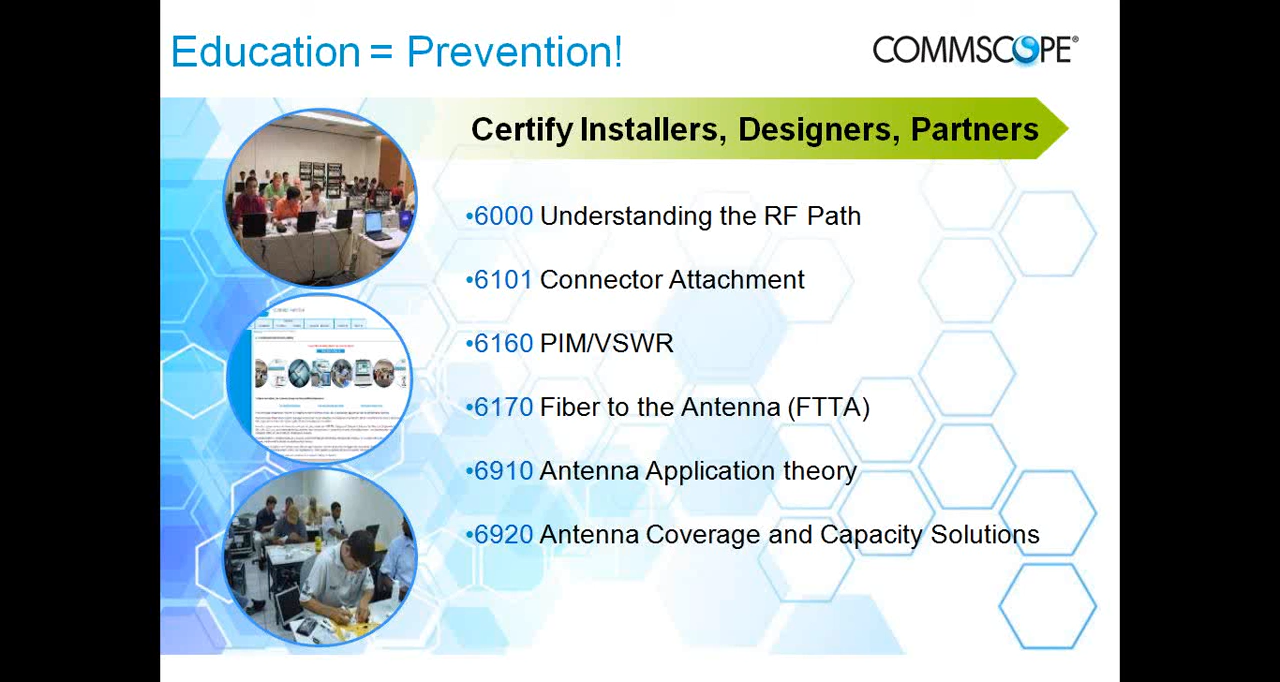 Education = Prevention!
COMMSCOPE®
Certify Installers, Designers, Partners
•6000 Understanding the RF Path
•6101 Connector Attachment
•6160 PIM/VSWR
•6170 Fiber to the Antenna (FTTA)
•6910 Antenna Application theory
•6920 Antenna Coverage and Capacity Solutions